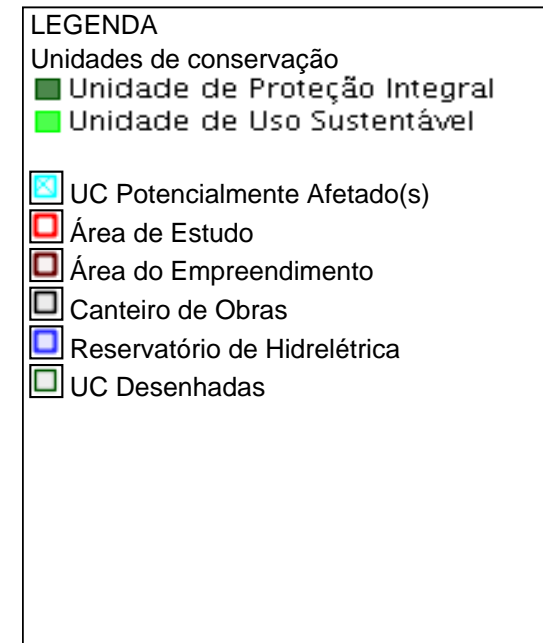 LEGENDA
Unidades de conservação
Unidade de Proteção Integral
Unidade de Uso Sustentável
UC Potencialmente Afetado(s)
Área de Estudo
Área do Empreendimento
Canteiro de Obras
Reservatório de Hidrelétrica
UC Desenhadas